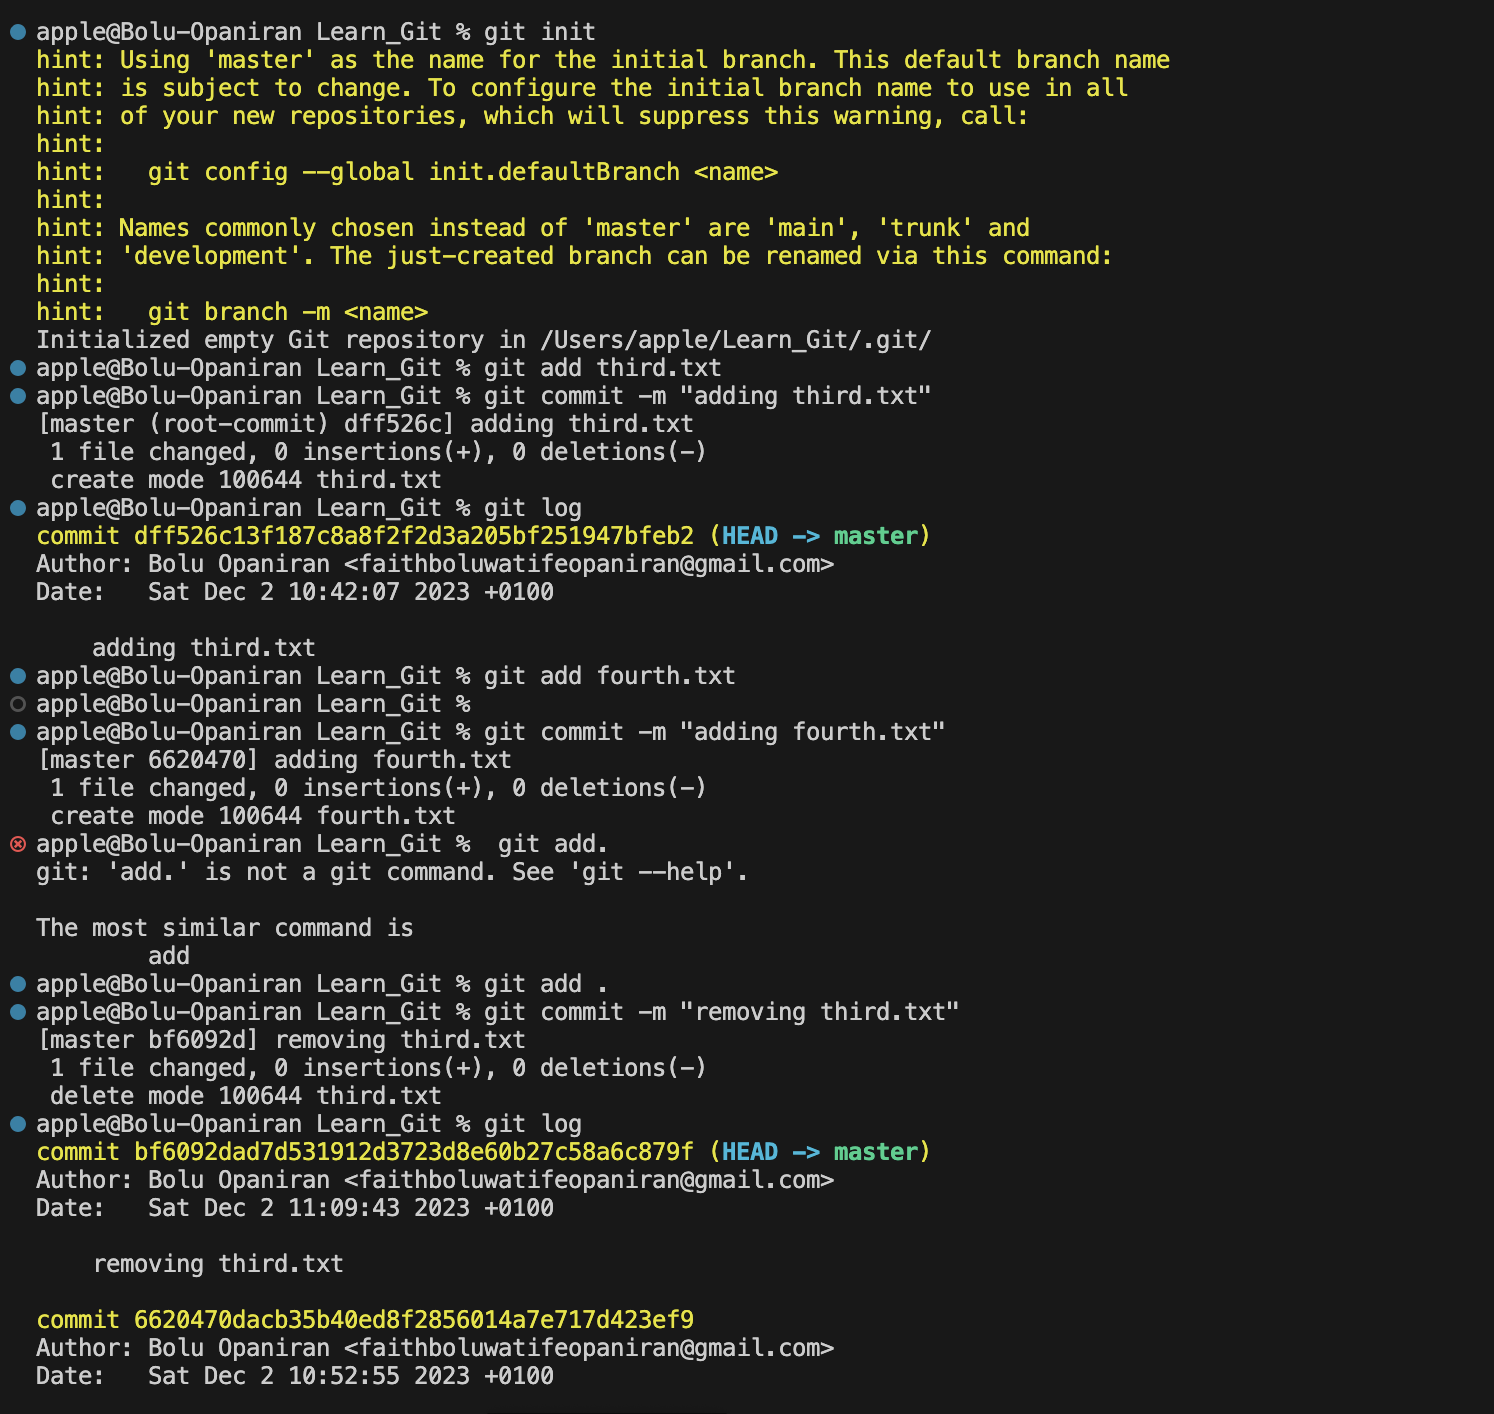 apple@Bolu-Opaniran Learn_Git % git init
hint: Using 'master' as the name for the initial branch. This default branch name
hint: is subject to change. To configure the initial branch name to use in all
hint: of your new repositories, which will suppress this warning, call:
hint:
hint:   git config --global init.defaultBranch <name>
hint:
hint: Names commonly chosen instead of 'master' are 'main', 'trunk' and
hint: 'development'. The just-created branch can be renamed via this command:
hint:
hint:   git branch -m <name>
Initialized empty Git repository in /Users/apple/Learn_Git/.git/
apple@Bolu-Opaniran Learn_Git % git add third.txt
apple@Bolu-Opaniran Learn_Git % git commit -m "adding third.txt"
[master (root-commit) dff526c] adding third.txt
 1 file changed, 0 insertions(+), 0 deletions(-)
 create mode 100644 third.txt
apple@Bolu-Opaniran Learn_Git % git log
commit dff526c13f187c8a8f2f2d3a205bf251947bfeb2 (HEAD -> master)
Author: Bolu Opaniran <faithboluwatifeopaniran@gmail.com>
Date:   Sat Dec 2 10:42:07 2023 +0100

    adding third.txt
apple@Bolu-Opaniran Learn_Git % git add fourth.txt
apple@Bolu-Opaniran Learn_Git %
apple@Bolu-Opaniran Learn_Git % git commit -m "adding fourth.txt"
[master 6620470] adding fourth.txt
 1 file changed, 0 insertions(+), 0 deletions(-)
 create mode 100644 fourth.txt
apple@Bolu-Opaniran Learn_Git %  git add.
git: 'add.' is not a git command. See 'git --help'.

The most similar command is
        add
apple@Bolu-Opaniran Learn_Git % git add .
apple@Bolu-Opaniran Learn_Git % git commit -m "removing third.txt"
[master bf6092d] removing third.txt
 1 file changed, 0 insertions(+), 0 deletions(-)
 delete mode 100644 third.txt
apple@Bolu-Opaniran Learn_Git % git log
commit bf6092dad7d531912d3723d8e60b27c58a6c879f (HEAD -> master)
Author: Bolu Opaniran <faithboluwatifeopaniran@gmail.com>
Date:   Sat Dec 2 11:09:43 2023 +0100

    removing third.txt

commit 6620470dacb35b40ed8f2856014a7e717d423ef9
Author: Bolu Opaniran <faithboluwatifeopaniran@gmail.com>
Date:   Sat Dec 2 10:52:55 2023 +0100